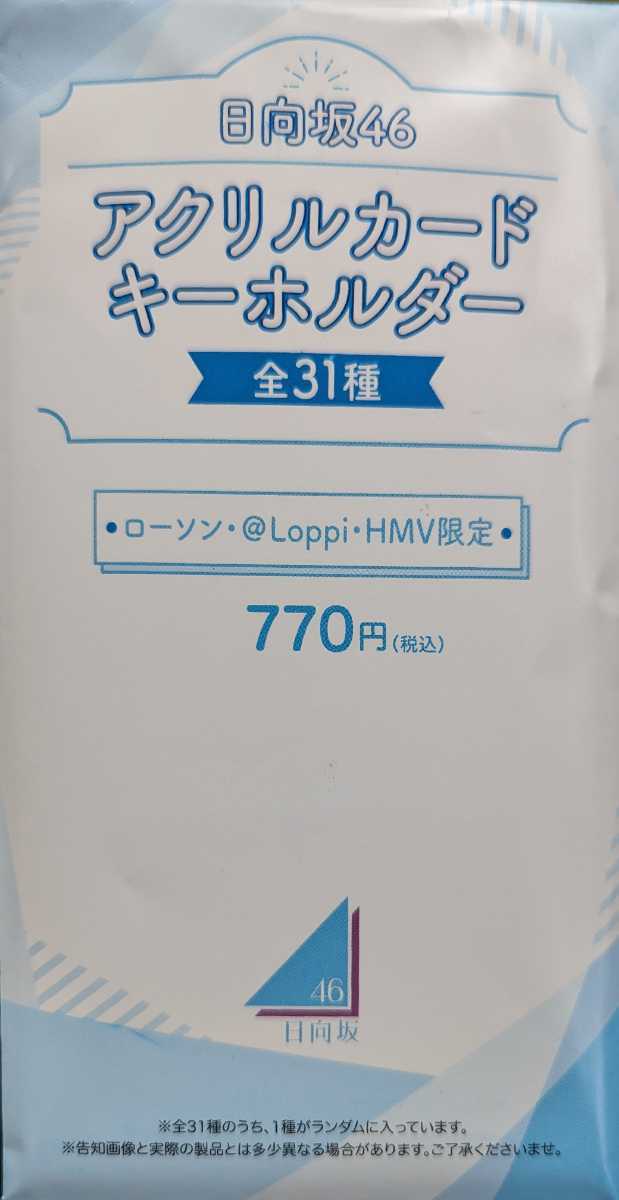 日向坂46
アクリルカード
キーホルダー
全31種
•ローソン・@Loppi・HMV限定•
770円(税込)
46
日向坂
※全31種のうち、1種がランダムに入っています。
※告知画像と実際の製品とは多少異なる場合があります。ご了承くださいませ。